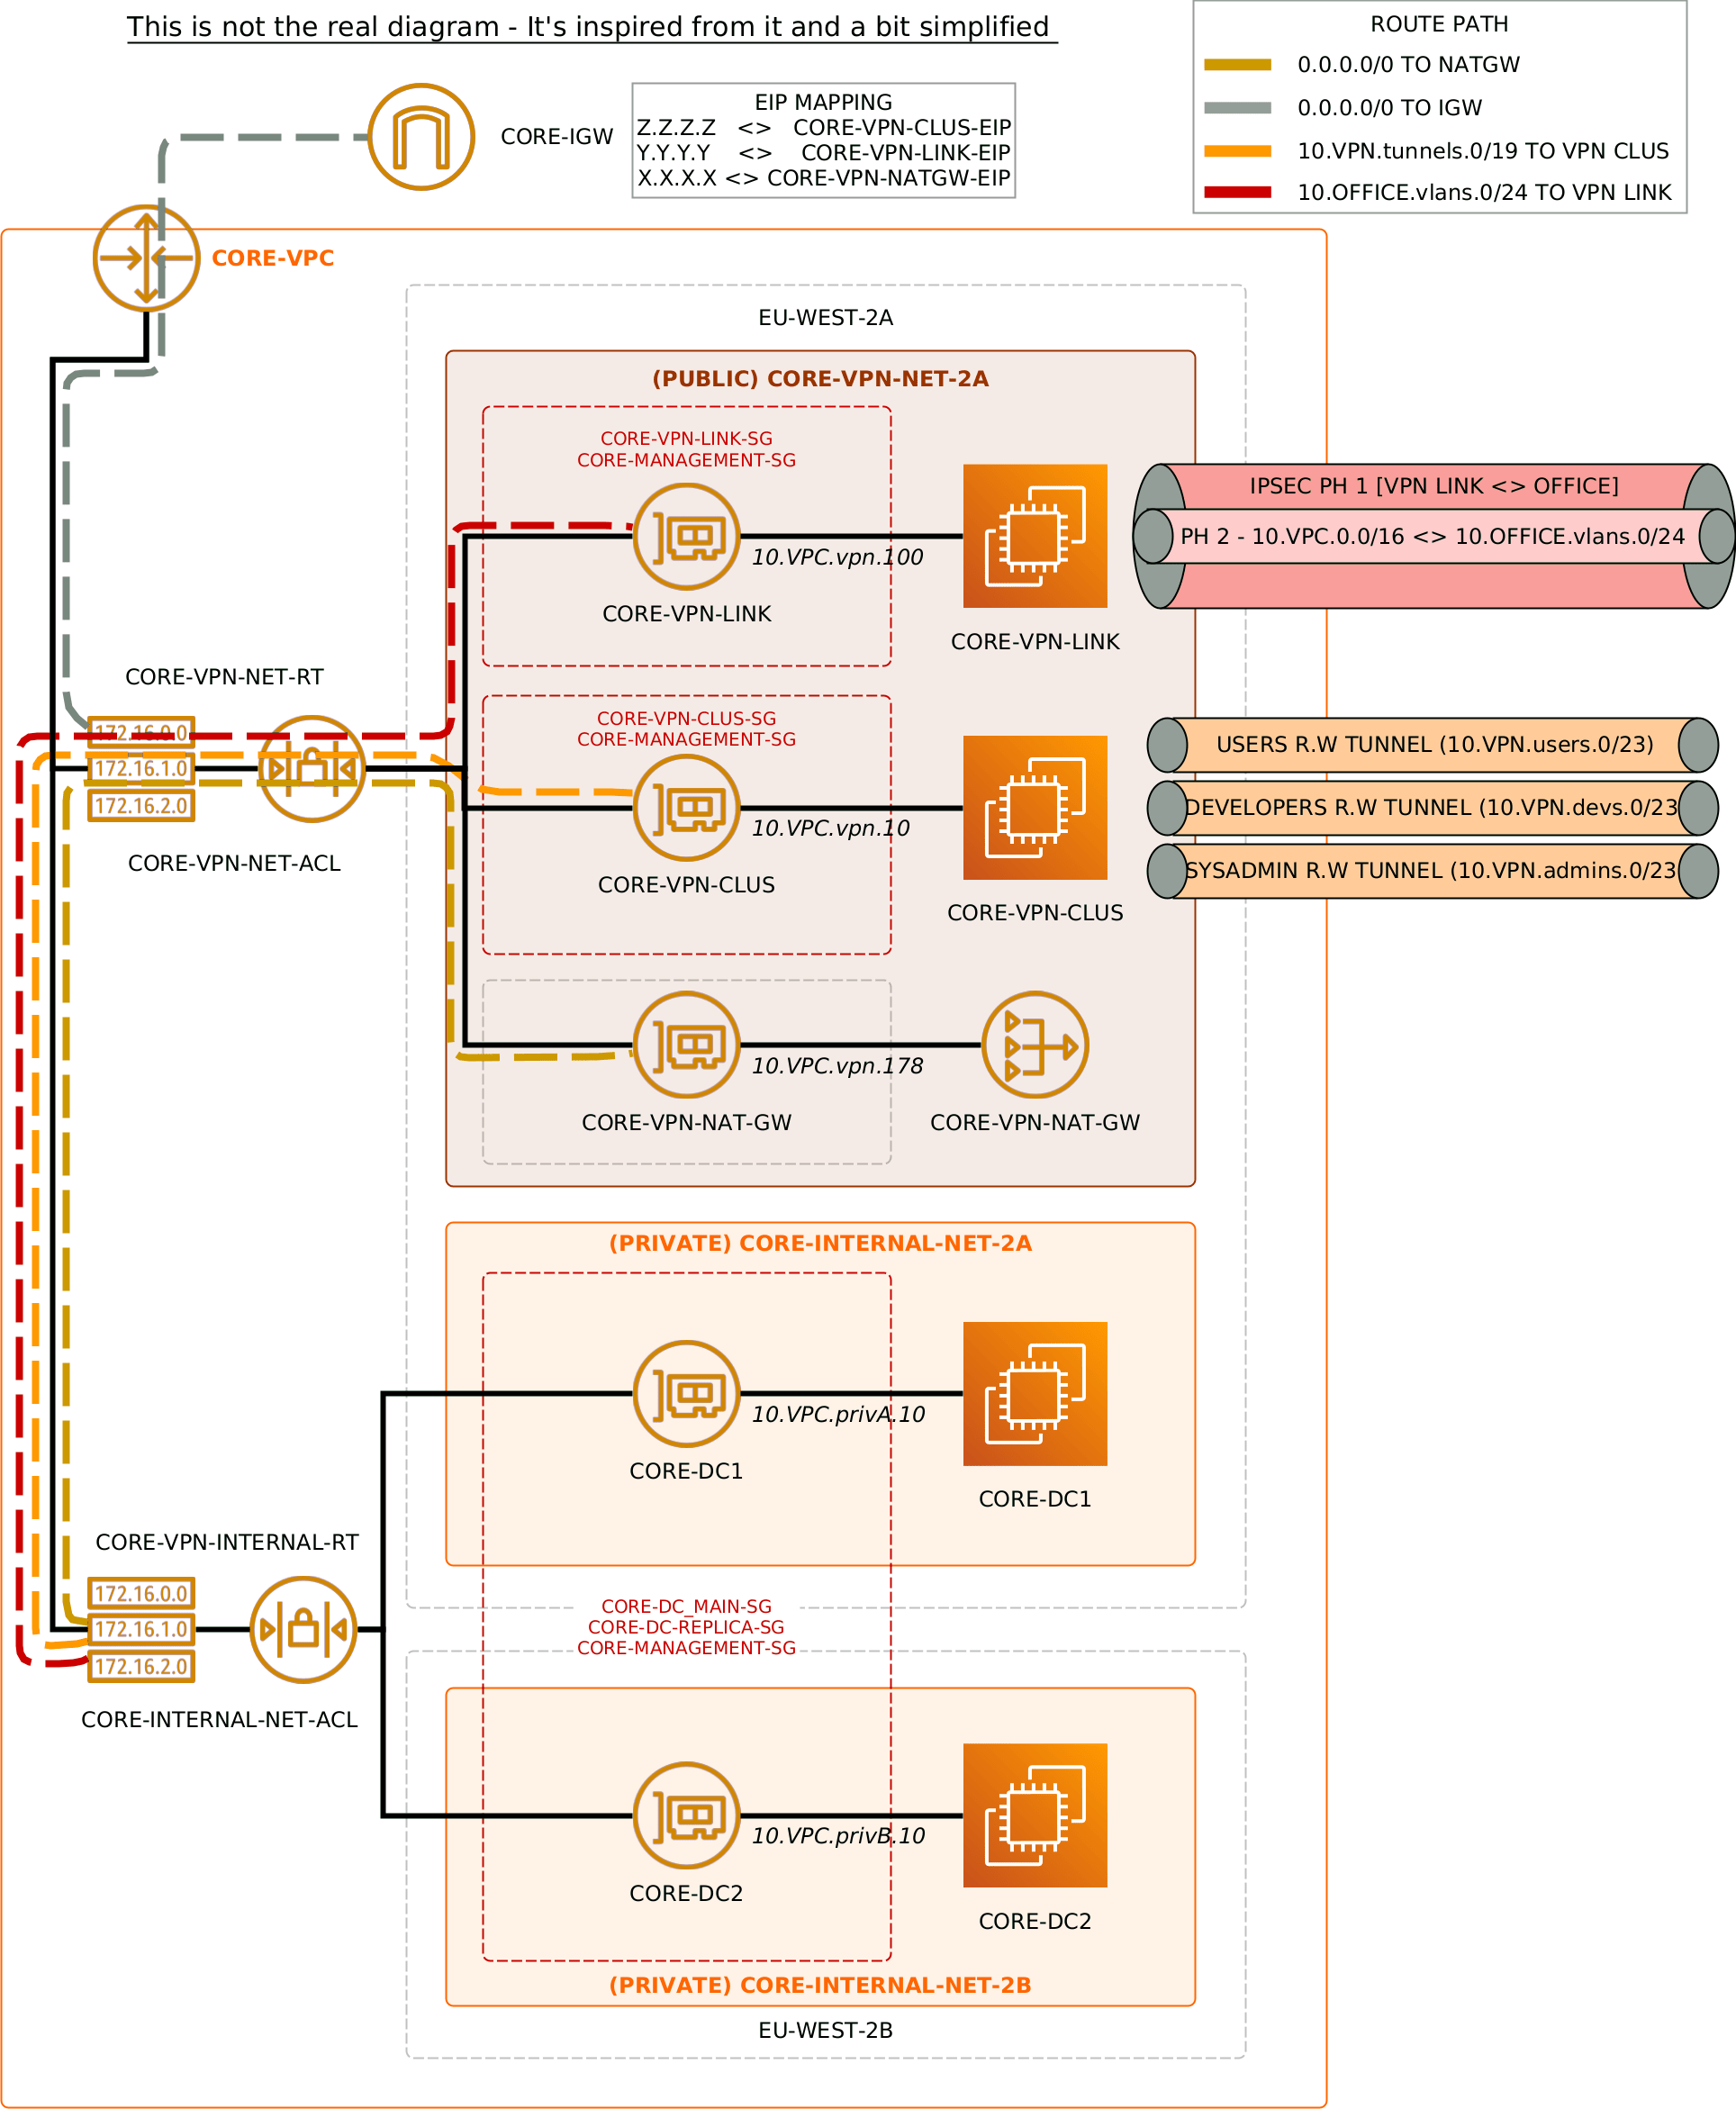 This is not the real diagram - It's inspired from it and a bit simplified
ROUTE PATH
0.0.0.0/0 TO NATGW
0.0.0.0/0 TO IGW
10.VPN.tunnels.0/19 TO VPN CLUS
10.OFFICE.vlans.0/24 TO VPN LINK
CORE-IGW
EIP MAPPING
Z.Z.Z.Z <> CORE-VPN-CLUS-EIP
Y.Y.Y.Y <> CORE-VPN-LINK-EIP
X.X.X.X <> CORE-VPN-NATGW-EIP
CORE-VPC
EU-WEST-2A
(PUBLIC) CORE-VPN-NET-2A
CORE-VPN-LINK-SG
CORE-MANAGEMENT-SG
10.VPC.vpn.100
CORE-VPN-LINK
CORE-VPN-LINK
IPSEC PH 1 [VPN LINK <> OFFICE]
PH 2 - 10.VPC.0.0/16 <> 10.OFFICE.vlans.0/24
CORE-VPN-NET-RT
172.16.0.0
172.16.1.0
172.16.2.0
CORE-VPN-NET-ACL
CORE-VPN-CLUS-SG
CORE-MANAGEMENT-SG
10.VPC.vpn.10
CORE-VPN-CLUS
CORE-VPN-CLUS
USERS R.W TUNNEL (10.VPN.users.0/23)
DEVELOPERS R.W TUNNEL (10.VPN.devs.0/23
SYSADMIN R.W TUNNEL (10.VPN.admins.0/23
10.VPC.vpn.178
CORE-VPN-NAT-GW
CORE-VPN-NAT-GW
(PRIVATE) CORE-INTERNAL-NET-2A
10.VPC.privA.10
CORE-DC1
CORE-DC1
CORE-VPN-INTERNAL-RT
172.16.0.0
172.16.1.0
172.16.2.0
CORE-INTERNAL-NET-ACL
CORE-DC_MAIN-SG
CORE-DC-REPLICA-SG
CORE-MANAGEMENT-SG
10.VPC.privB.10
CORE-DC2
CORE-DC2
(PRIVATE) CORE-INTERNAL-NET-2B
EU-WEST-2B